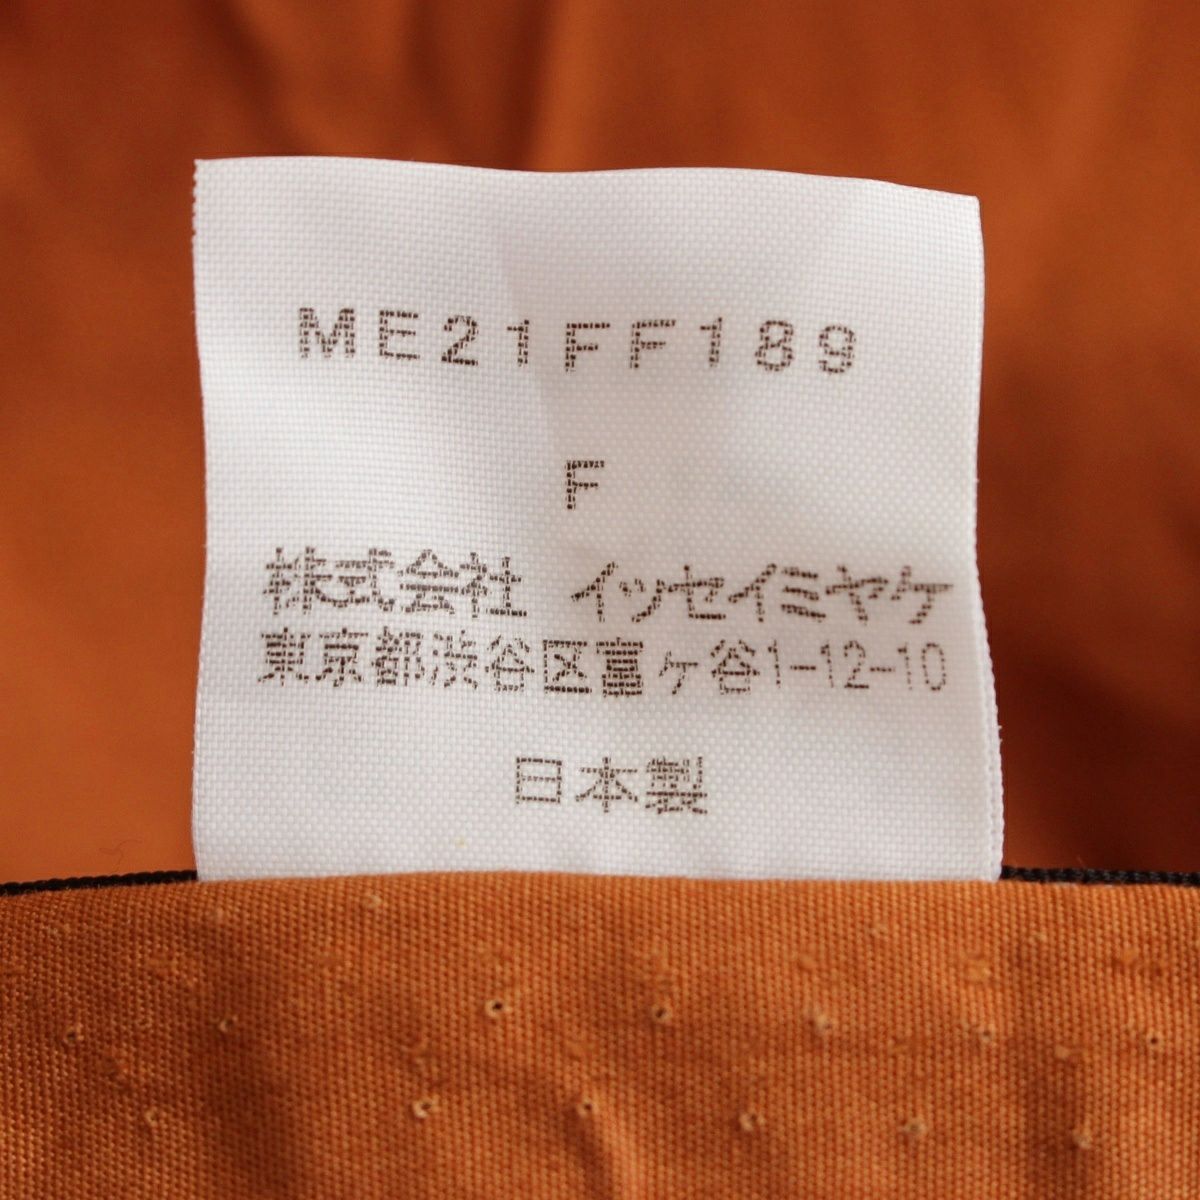 ME21FF189
F
株式会社 イッセイミヤケ
東京都渋谷区富ヶ谷1-12-10
日本製